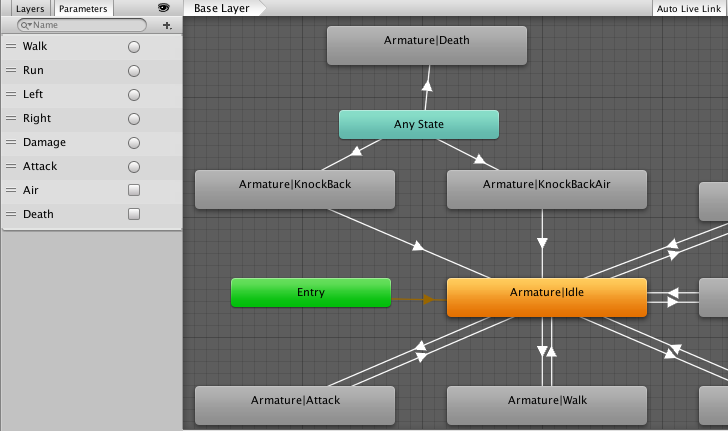 Layers
Parameters
Base Layer
Auto Live Link
Name
Walk
Run
Left
Right
Damage
Attack
Air
Death
Armature|Death
Any State
Armature|KnockBack
Armature|KnockBackAir
Entry
Armature|Idle
Armature|Attack
Armature|Walk